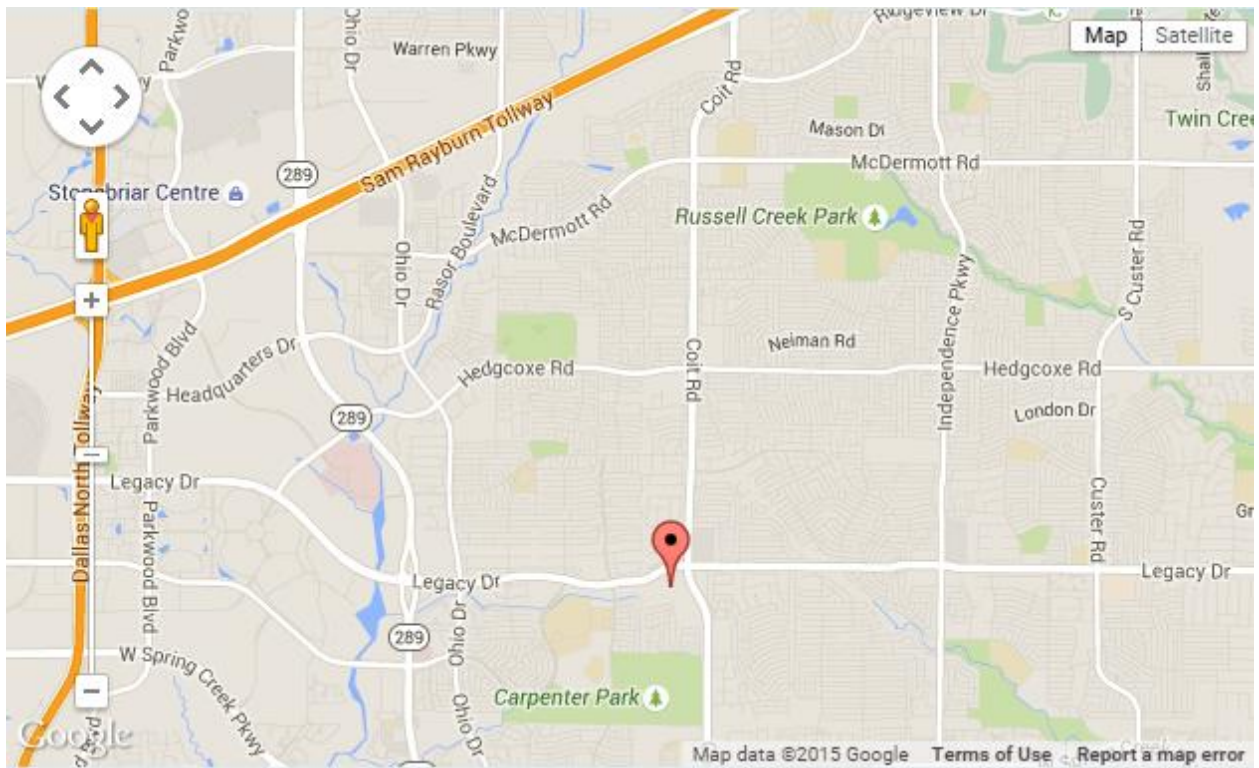 Ohio Dr
Warren Pkwy
Parkwo
Ridgeview Dr
Map
Satellite
W
wy
Coit Rd
Shal
Twin Cree
Mason Di
McDermott Rd
Sam Rayburn Tollway
289
Stonebriar Centre
Russell Creek Park
McDermott Rd
Rasor Boulevard
Ohio Dr
S Custer Rd
Independence Pkwy
Coit Rd
Neiman Rd
Headquarters Dr
Parkwood Blvd
Hedgcoxe Rd
Hedgcoxe Rd
London Dr
289
Dallas North Tollway
Legacy Dr
Custer Rd
Gr
Parkwood Blvd
Legacy Dr
Legacy Dr
Ohio Dr
289
W Spring Creek Pkwy
Carpenter Park
Ohio Dr
Google
Map data ©2015 Google
Terms of Use
Report a map error